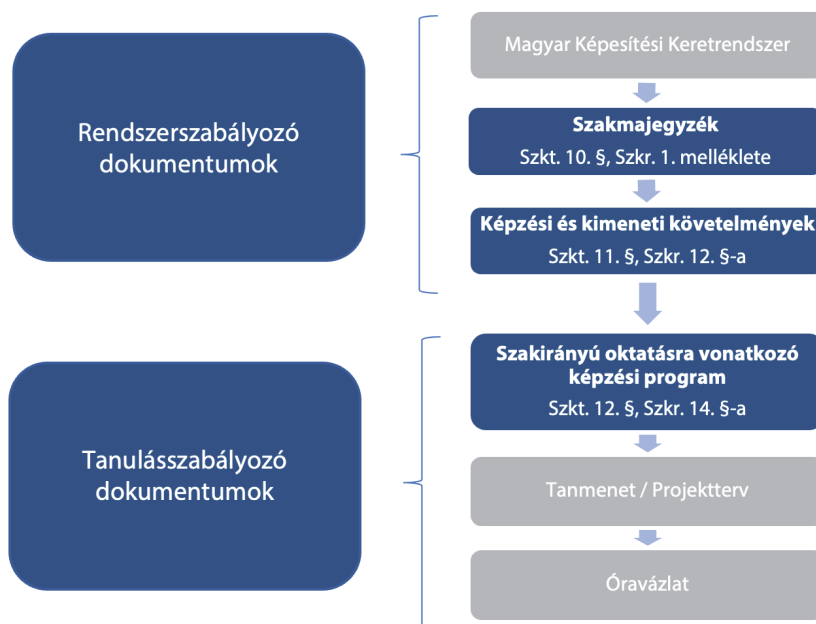 Rendszerszabályozó
dokumentumok
Magyar Képesítési Keretrendszer
Szakmajegyzék
Szkt. 10. §, Szkr. 1. melléklete
Képzési és kimeneti követelmények
Szkt. 11. §, Szkr. 12. §-a
Tanulásszabályozó
dokumentumok
Szakirányú oktatásra vonatkozó
képzési program
Szkt. 12. §, Szkr. 14. §-a
Tanmenet / Projektterv
Óravázlat